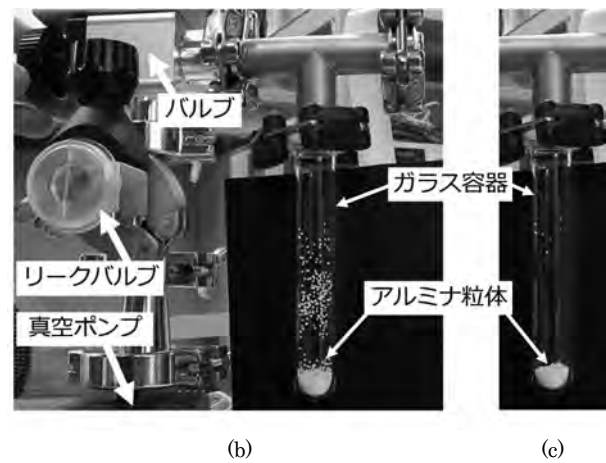 バルブ
ガラス容器
リークバルブ
アルミナ粒体
真空ポンプ
(b)
(c)